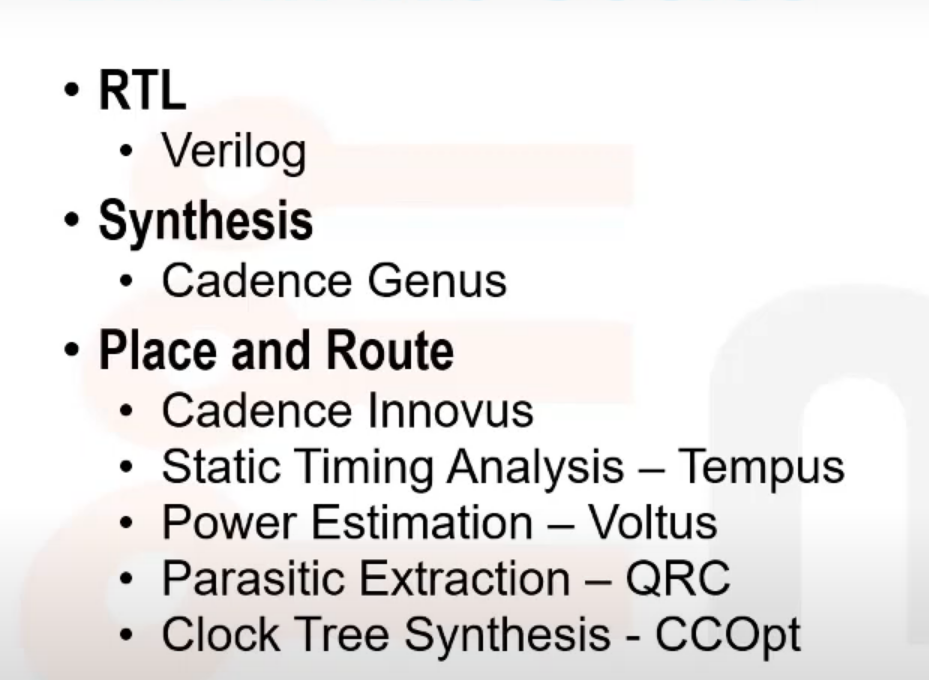 • RTL
• Verilog
• Synthesis
• Cadence Genus
• Place and Route
• Cadence Innovus
• Static Timing Analysis – Tempus
• Power Estimation – Voltus
• Parasitic Extraction – QRC
• Clock Tree Synthesis - CCOpt